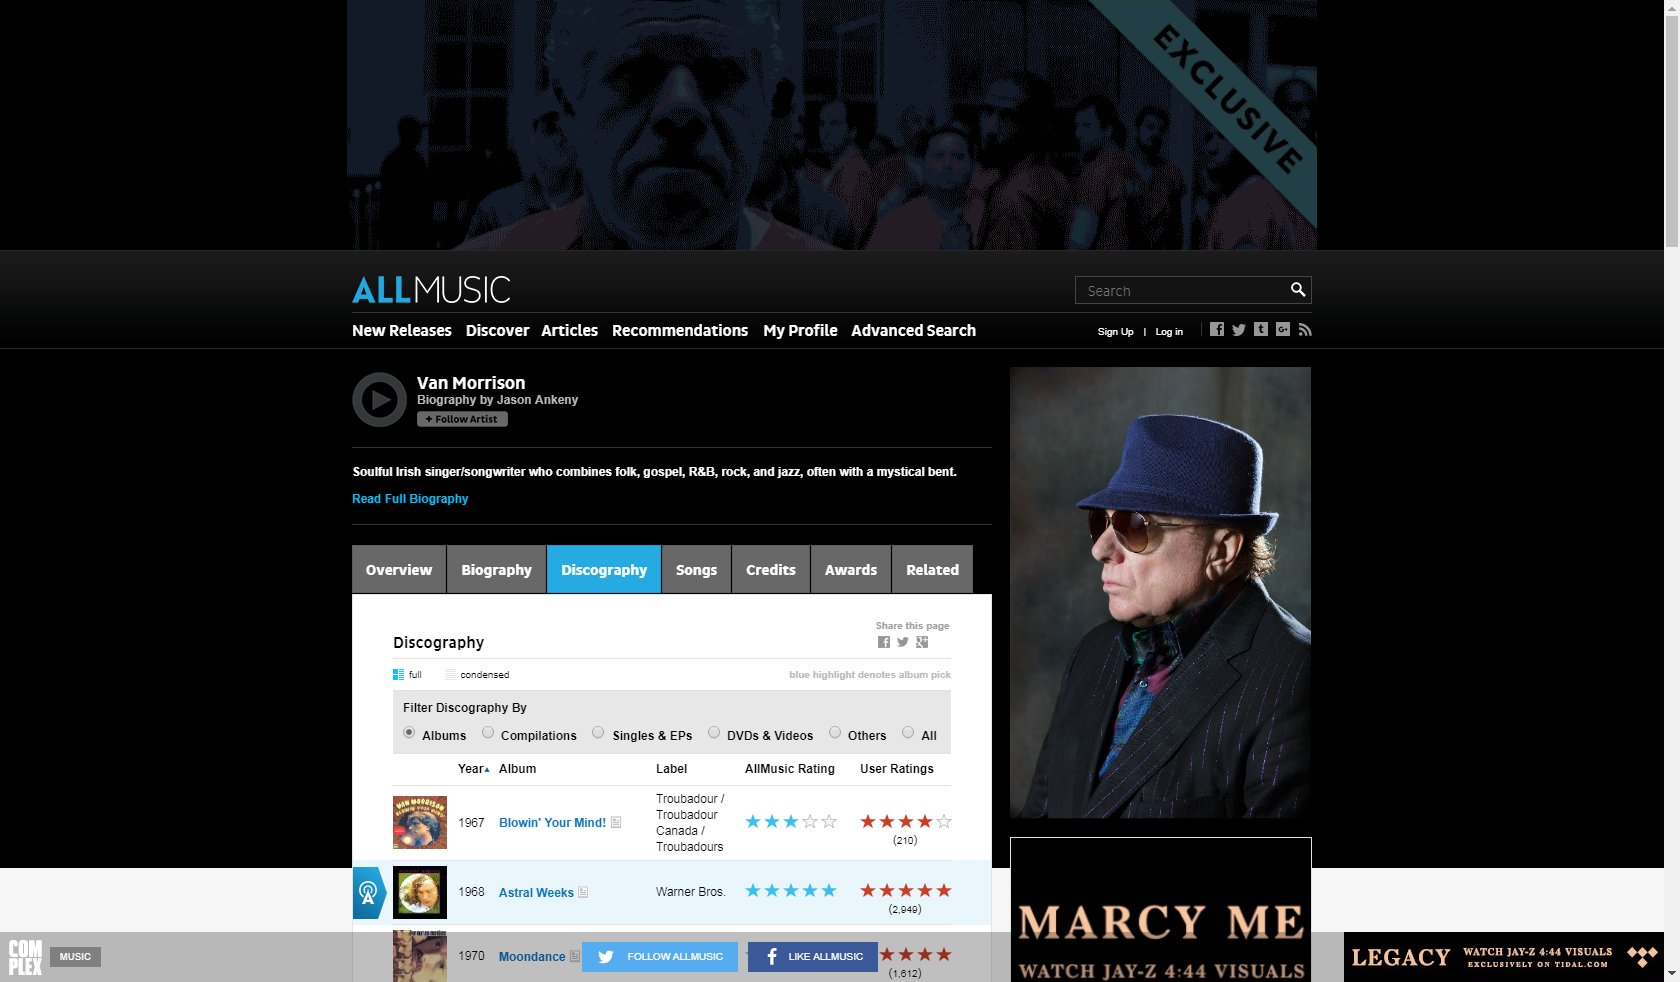 EXCLUSIVE
ALLMUSIC
Search
New Releases Discover Articles Recommendations My Profile Advanced Search
Sign Up | Log in
Van Morrison
Biography by Jason Ankeny
+ Follow Artist
Soulful Irish singer/songwriter who combines folk, gospel, R&B, rock, and jazz, often with a mystical bent.
Read Full Biography
Overview Biography Discography Songs Credits Awards Related
Share this page
Discography
full condensed blue highlight denotes album pick
Filter Discography By
Albums Compilations Singles & EPs DVDs & Videos Others All
Year Album Label AllMusic Rating User Ratings
VAN MORRISON
BLOWIN' YOUR MIND!
1967 Blowin' Your Mind! Troubadour / 
Troubadour
Canada /
Troubadours
(210)
1968 Astral Weeks Warner Bros.
(2,949)
1970 Moondance
(1,612)
COMPLEX
MUSIC
FOLLOW ALLMUSIC
LIKE ALLMUSIC
MARCY ME
WATCH JAY-Z 4:44 VISUALS
LEGACY WATCH JAY-Z 4:44 VISUALS
EXCLUSIVELY ON TIDAL.COM